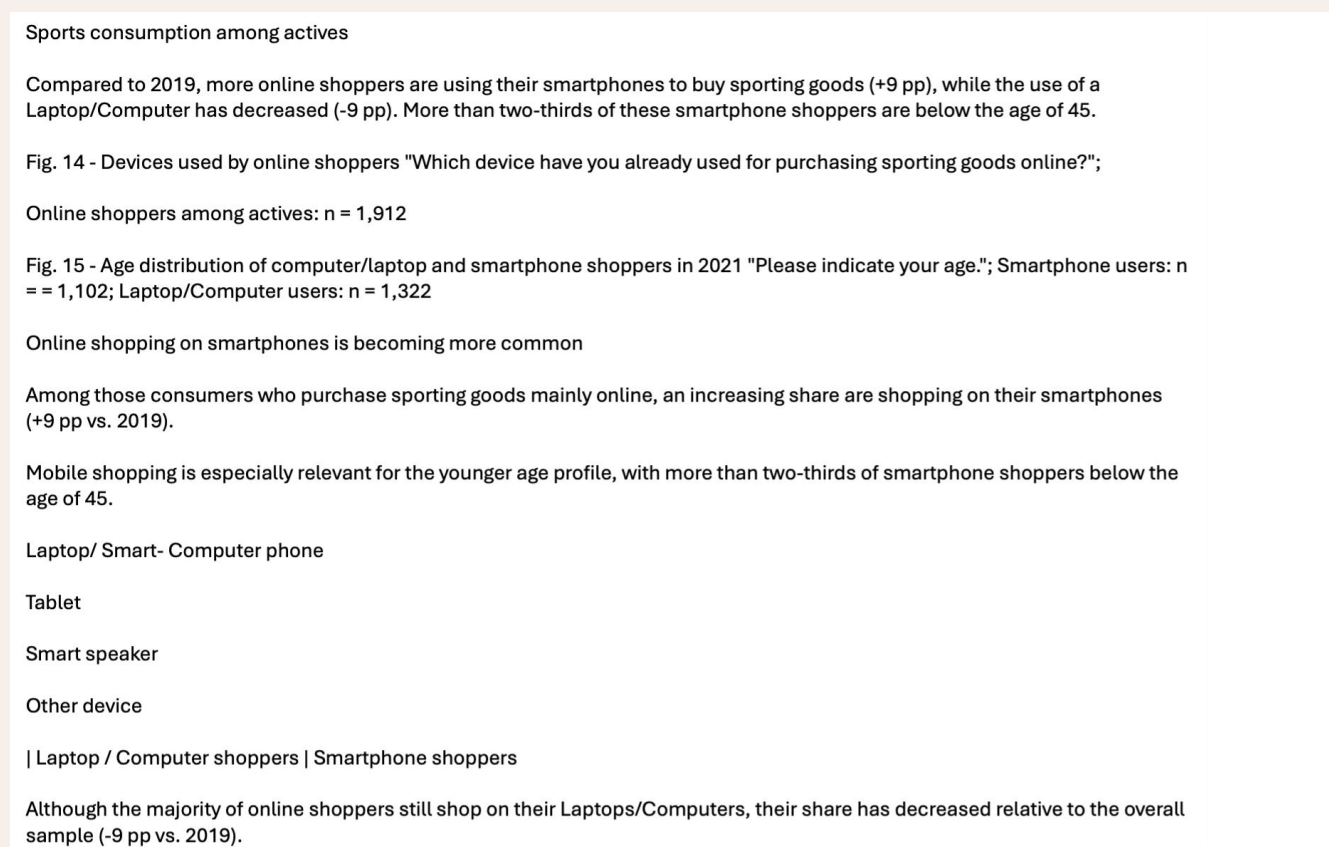 Sports consumption among actives
Compared to 2019, more online shoppers are using their smartphones to buy sporting goods (+9 pp), while the use of a
Laptop/Computer has decreased (-9 pp). More than two-thirds of these smartphone shoppers are below the age of 45.
Fig. 14 - Devices used by online shoppers "Which device have you already used for purchasing sporting goods online?";
Online shoppers among actives: n = 1,912
Fig. 15 - Age distribution of computer/laptop and smartphone shoppers in 2021 "Please indicate your age."; Smartphone users: n
= = 1,102; Laptop/Computer users: n = 1,322
Online shopping on smartphones is becoming more common
Among those consumers who purchase sporting goods mainly online, an increasing share are shopping on their smartphones
(+9 pp vs. 2019).
Mobile shopping is especially relevant for the younger age profile, with more than two-thirds of smartphone shoppers below the
age of 45.
Laptop/ Smart- Computer phone
Tablet
Smart speaker
Other device
| Laptop / Computer shoppers | Smartphone shoppers
Although the majority of online shoppers still shop on their Laptops/Computers, their share has decreased relative to the overall
sample (-9 pp vs. 2019).